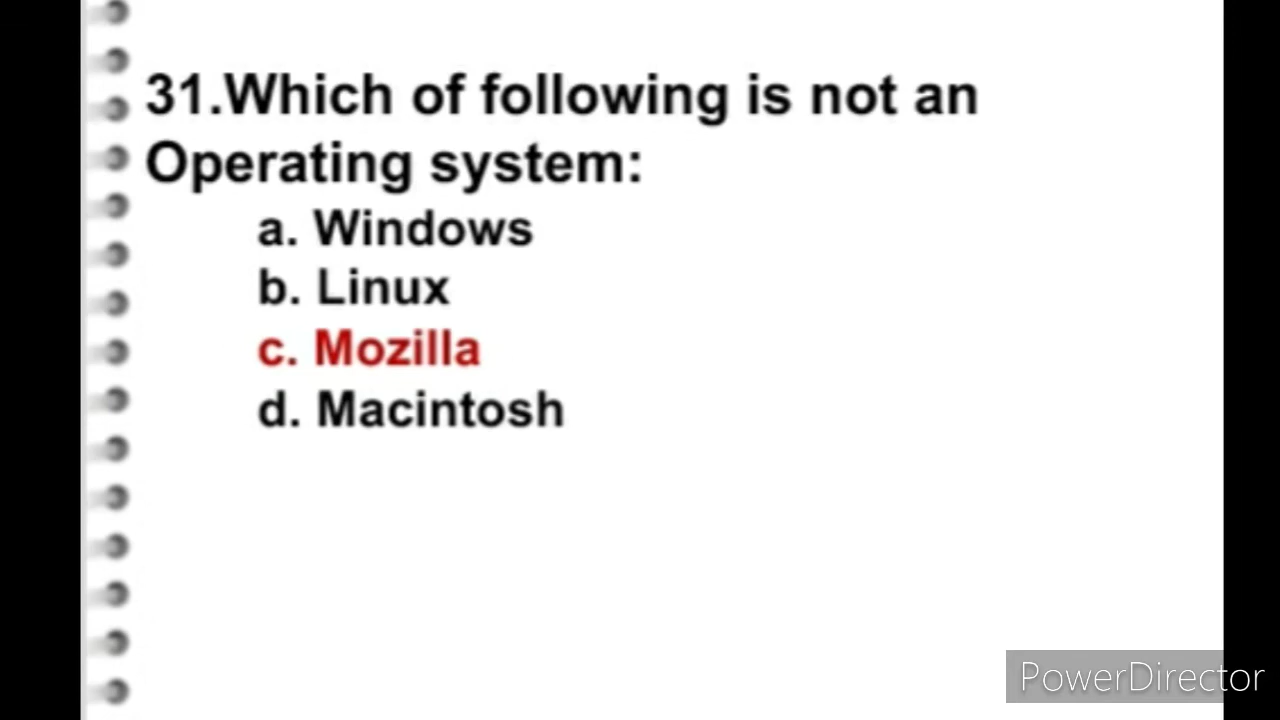 31.Which of following is not an
Operating system:
a. Windows
b. Linux
c. Mozilla
d. Macintosh
PowerDirector